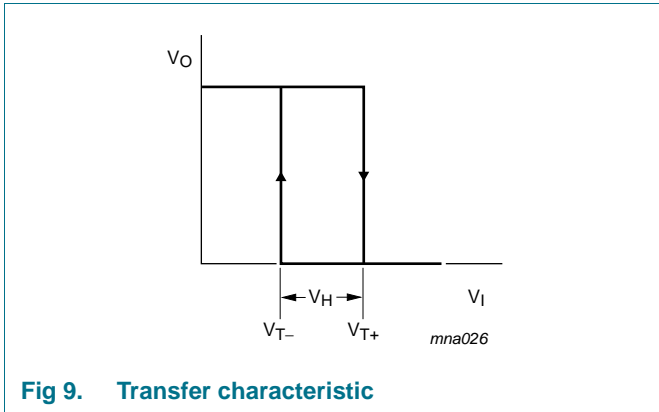 VO
VH
VI
VT−
VT+
mna026
Fig 9. Transfer characteristic